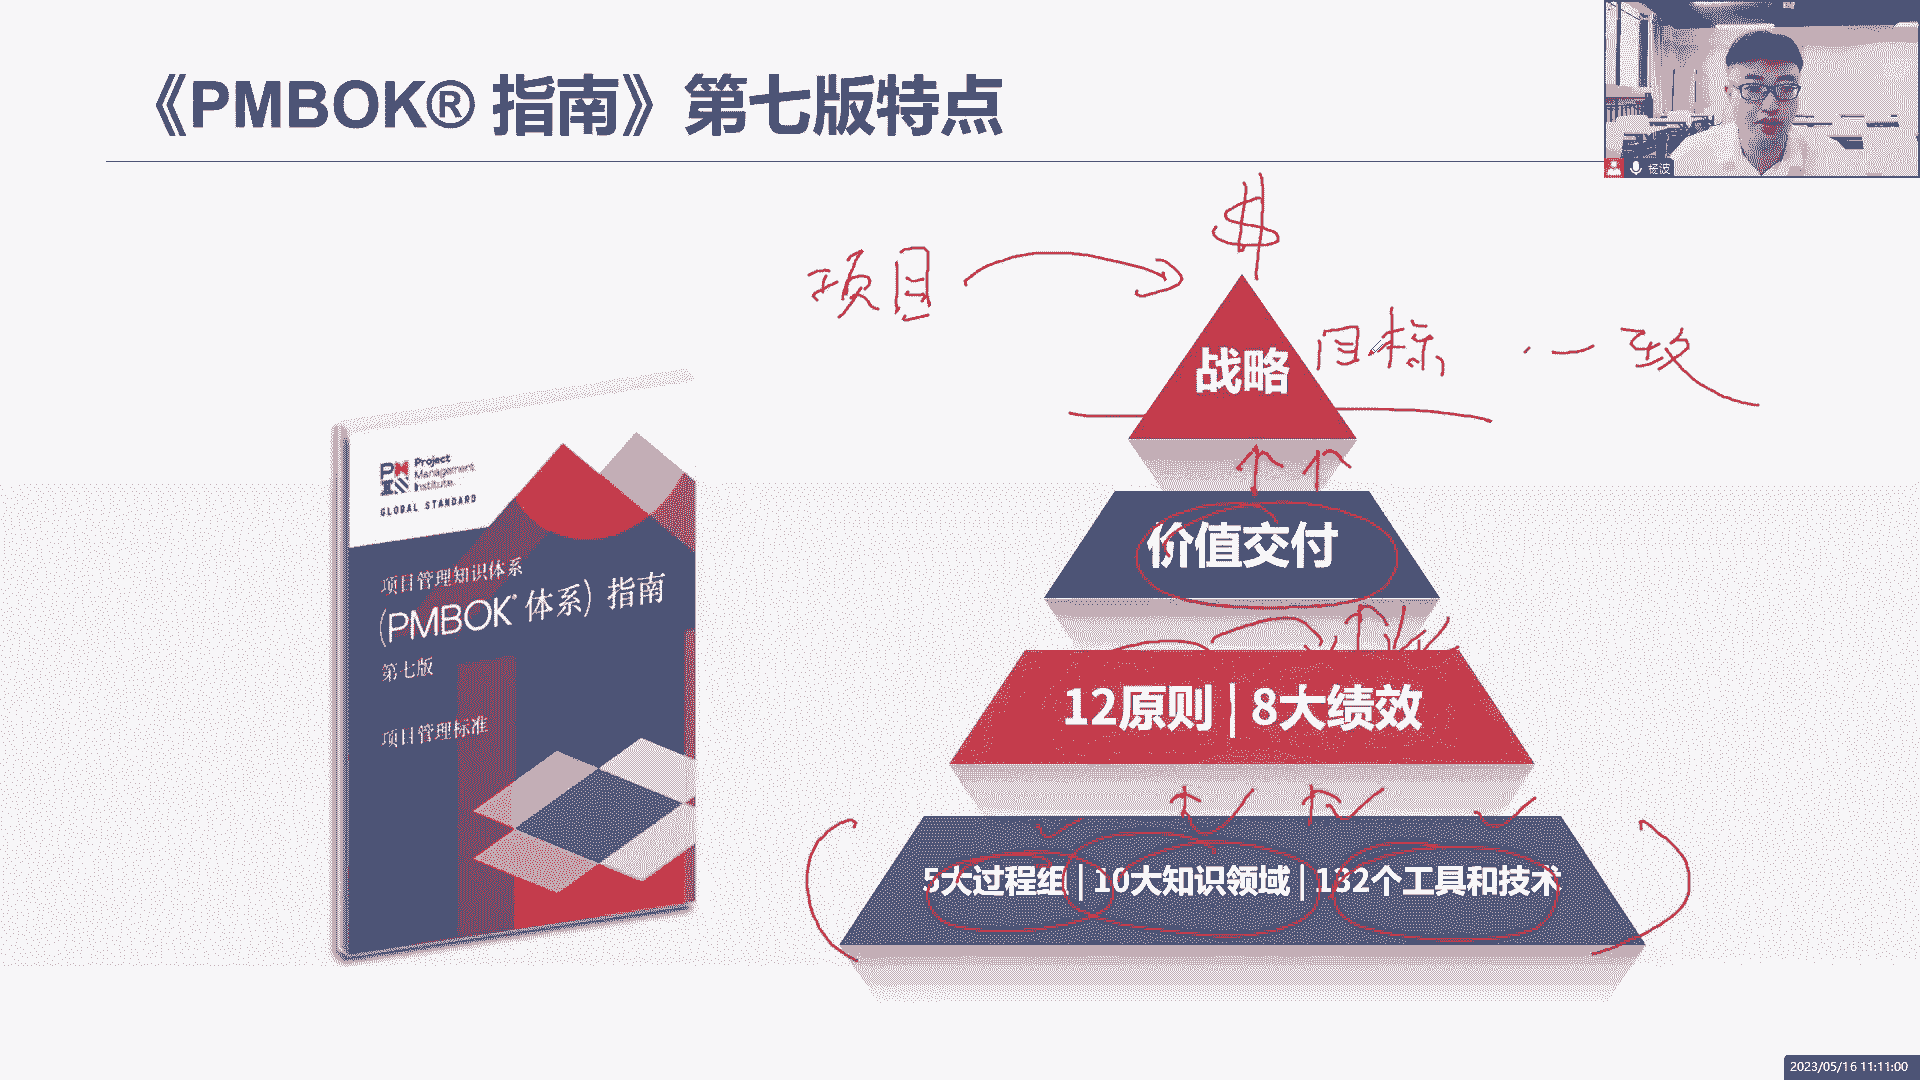 《PMBOK® 指南》第七版特点
杨波
$
项目
战略
目标
一致
PMI
Project
Management
Institute.
GLOBAL STANDARD
价值交付
项目管理知识体系
(PMBOK® 体系) 指南
第七版
12原则 | 8大绩效
项目管理标准
5大过程组 | 10大知识领域 | 132个工具和技术
2023/05/16 11:11:00